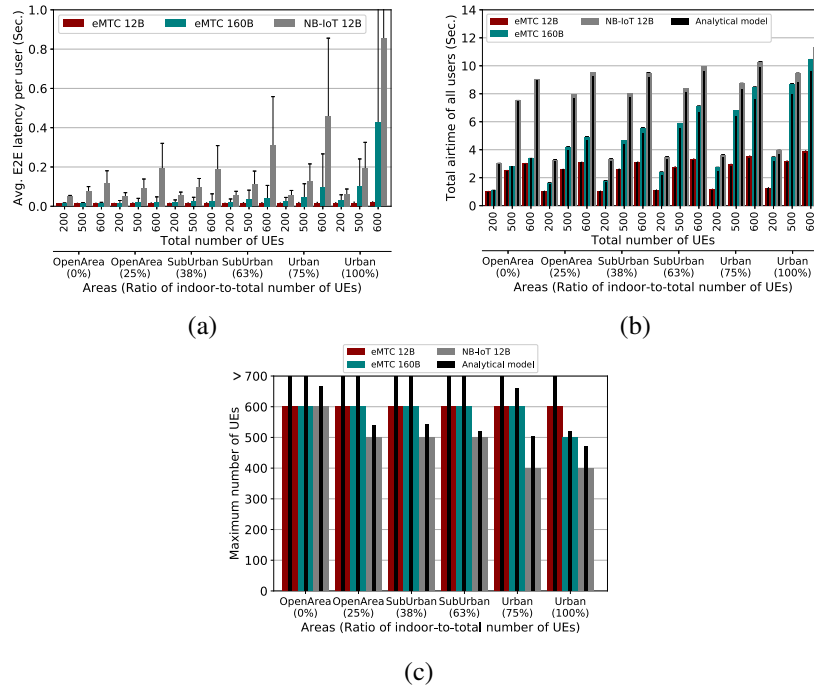 eMTC 12B
eMTC 160B
NB-IoT 12B
Avg. E2E latency per user (Sec.)
1.0
0.8
0.6
0.4
0.2
0.0
200 500 600 200 500 600 200 500 600 200 500 600 200 500 600 200 500 600
Total number of UEs
OpenArea OpenArea SubUrban SubUrban Urban Urban
(0%) (25%) (38%) (63%) (75%) (100%)
Areas (Ratio of indoor-to-total number of UEs)
(a)
eMTC 12B NB-IoT 12B Analytical model
eMTC 160B
Total airtime of all users (Sec.)
14
12
10
8
6
4
2
0
200 500 600 200 500 600 200 500 600 200 500 600 200 500 600 200 500 600
Total number of UEs
OpenArea OpenArea SubUrban SubUrban Urban Urban
(0%) (25%) (38%) (63%) (75%) (100%)
Areas (Ratio of indoor-to-total number of UEs)
(b)
eMTC 12B NB-IoT 12B
eMTC 160B Analytical model
Maximum number of UEs
> 700
600
500
400
300
200
100
0
OpenArea OpenArea SubUrban SubUrban Urban Urban
(0%) (25%) (38%) (63%) (75%) (100%)
Areas (Ratio of indoor-to-total number of UEs)
(c)